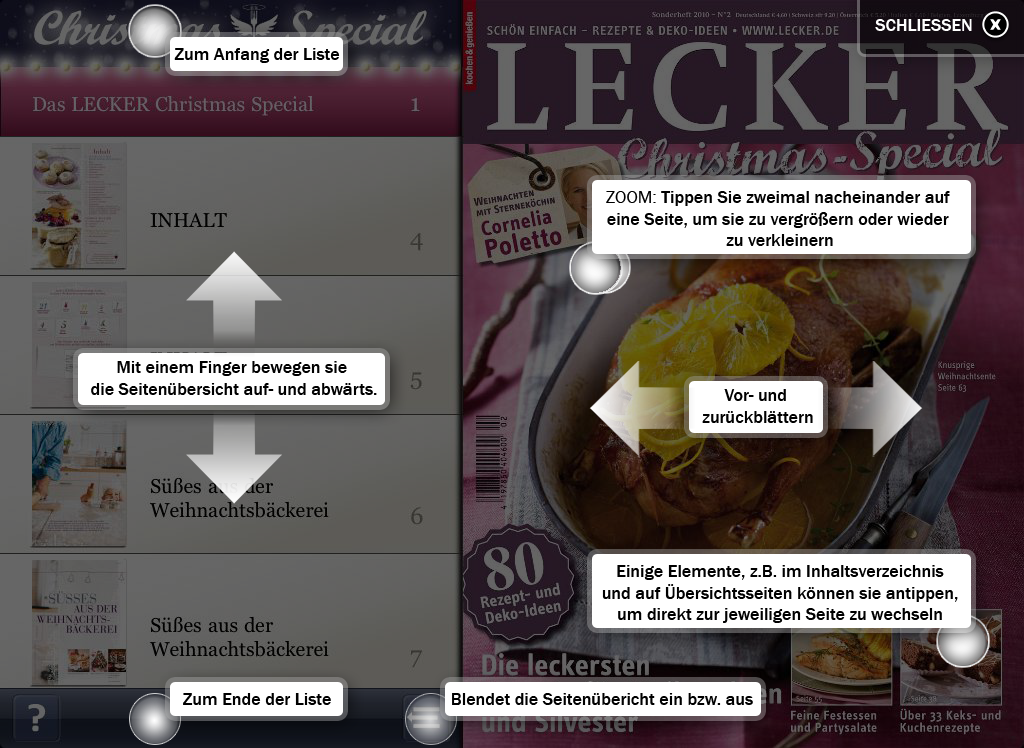 Christmas Special
Zum Anfang der Liste
Das LECKER Christmas Special 1
INHALT
4
Mit einem Finger bewegen sie
die Seitenübersicht auf- und abwärts.
5
Süßes aus der
Weihnachtsbäckerei
6
SÜSSES
AUS DER
WEIHNACHTS-
BÄCKEREI
Süßes aus der
Weihnachtsbäckerei
7
?
Zum Ende der Liste
Blendet die Seitenübericht ein bzw. aus
SCHLIESSEN X
kochen & genießen
Sonderheft 2010 – N°2
SCHÖN EINFACH – REZEPTE & DEKO-IDEEN • WWW.LECKER.DE
LECKER
Christmas-Special
WEIHNACHTEN
MIT STERNEKÖCHIN
Cornelia
Poletto
ZOOM: Tippen Sie zweimal nacheinander auf
eine Seite, um sie zu vergrößern oder wieder
zu verkleinern
Knusprige
Weihnachtsente
Seite 63
Vor- und
zurückblättern
80
Rezept- und
Deko-Ideen
Einige Elemente, z.B. im Inhaltsverzeichnis
und auf Übersichtsseiten können sie antippen,
um direkt zur jeweiligen Seite zu wechseln
Die leckersten
und Silvester
Feine Festessen
und Partysalate
Über 33 Keks- und
Kuchenrezepte